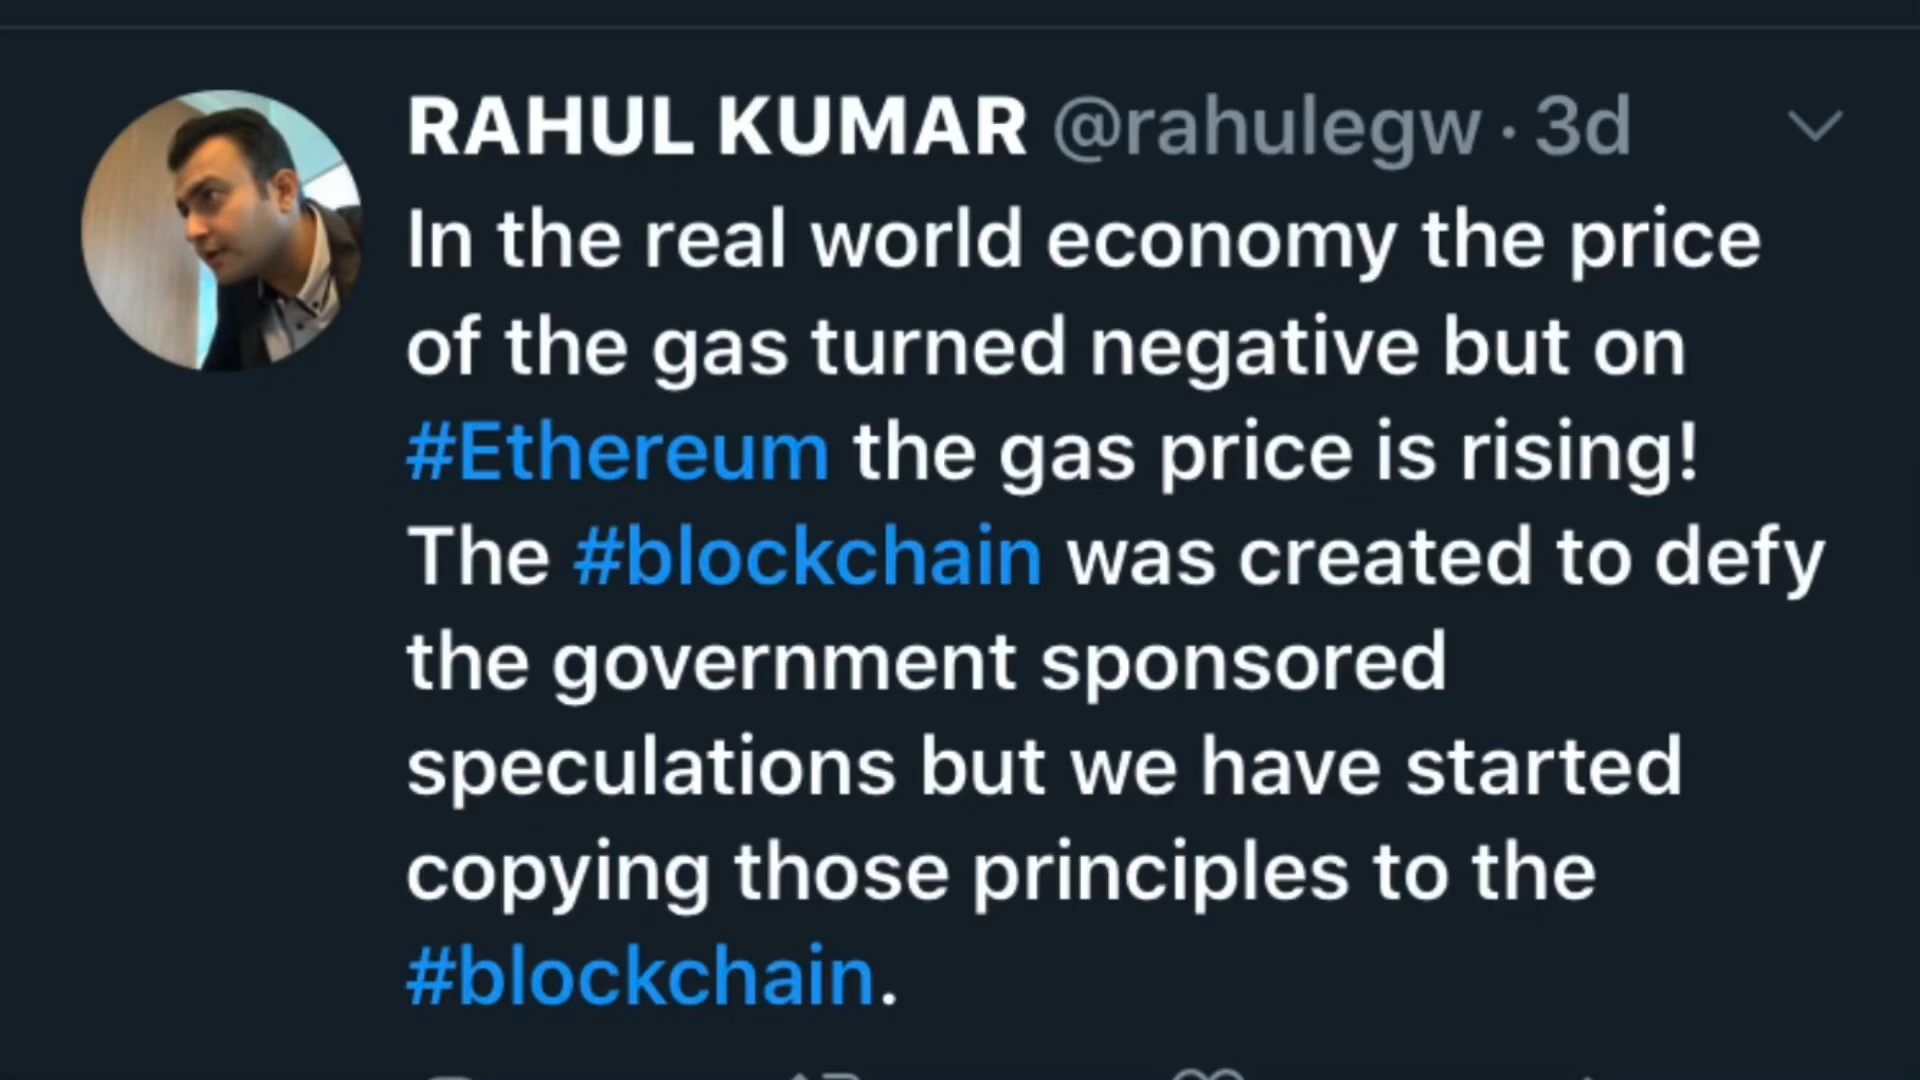 RAHUL KUMAR @rahulegw · 3d
In the real world economy the price
of the gas turned negative but on
#Ethereum the gas price is rising!
The #blockchain was created to defy
the government sponsored
speculations but we have started
copying those principles to the
#blockchain.